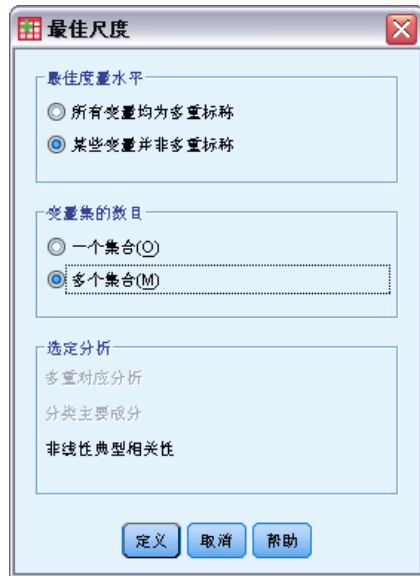 最佳尺度
最佳度量水平
所有变量均为多重标称
某些变量并非多重标称
变量集的数目
一个集合(O)
多个集合(M)
选定分析
多重对应分析
分类主要成分
非线性典型相关性
定义 取消 帮助